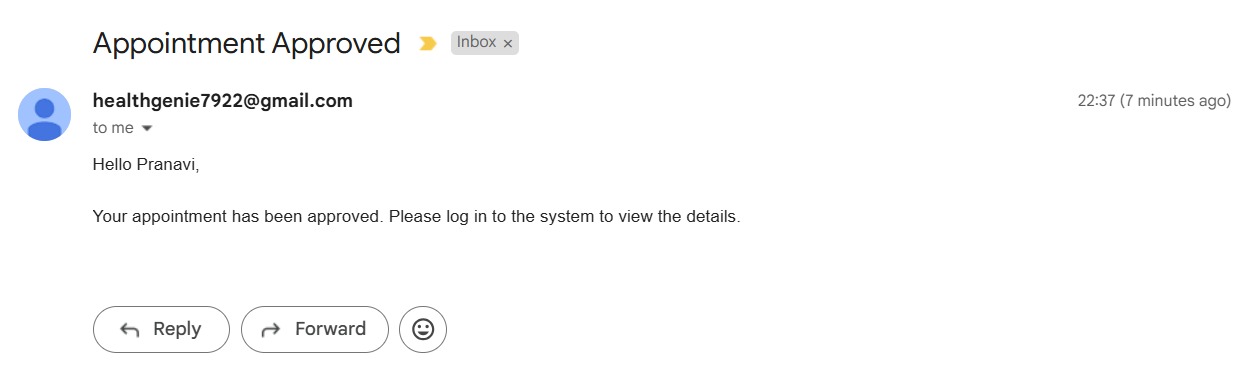 Appointment Approved Inbox ×
healthgenie7922@gmail.com 22:37 (7 minutes ago)
to me
Hello Pranavi,
Your appointment has been approved. Please log in to the system to view the details.
Reply Forward